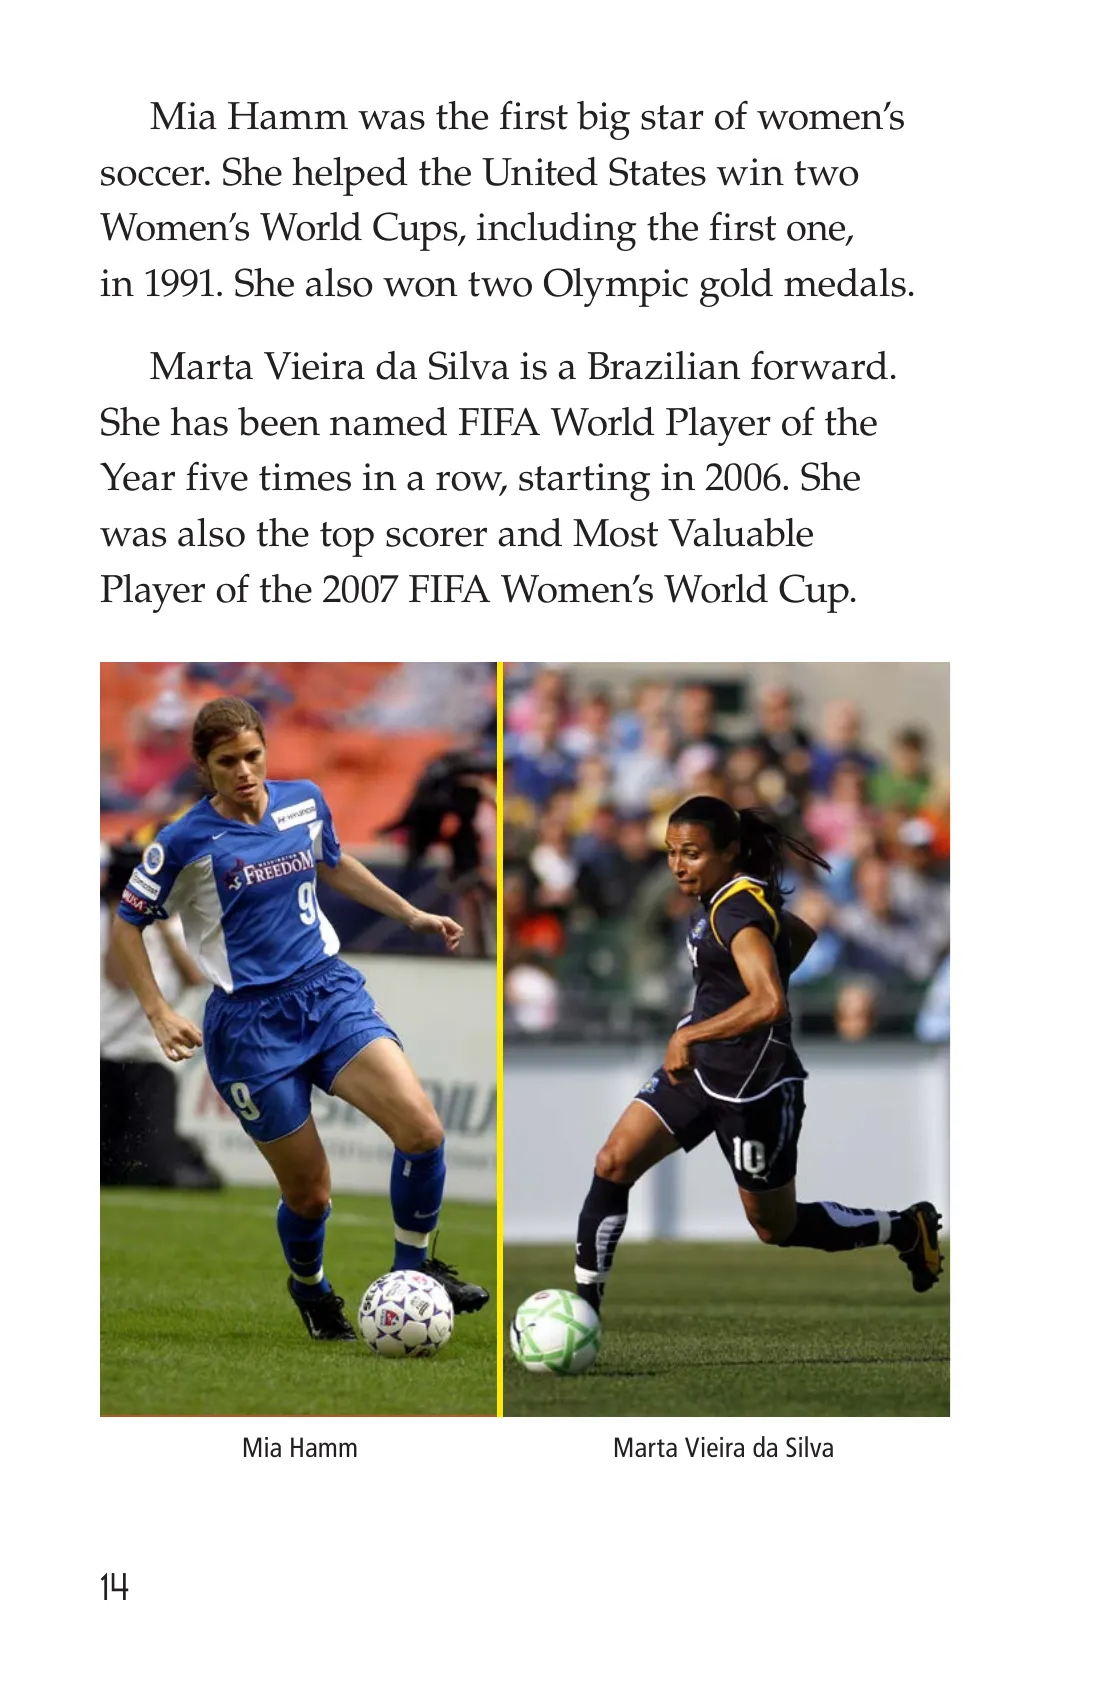 Mia Hamm was the first big star of women’s
soccer. She helped the United States win two
Women’s World Cups, including the first one,
in 1991. She also won two Olympic gold medals.
Marta Vieira da Silva is a Brazilian forward.
She has been named FIFA World Player of the
Year five times in a row, starting in 2006. She
was also the top scorer and Most Valuable
Player of the 2007 FIFA Women’s World Cup.
HYUNDAI
WASHINGTON
FREEDOM
9
9
10
Mia Hamm
Marta Vieira da Silva
14